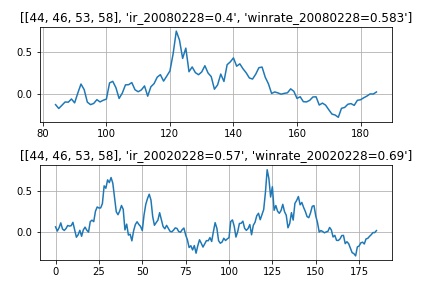 [[44, 46, 53, 58], 'ir_20080228=0.4', 'winrate_20080228=0.583']
0.5
0.0
80 100 120 140 160 180
[[44, 46, 53, 58], 'ir_20020228=0.57', 'winrate_20020228=0.69']
0.5
0.0
0 25 50 75 100 125 150 175